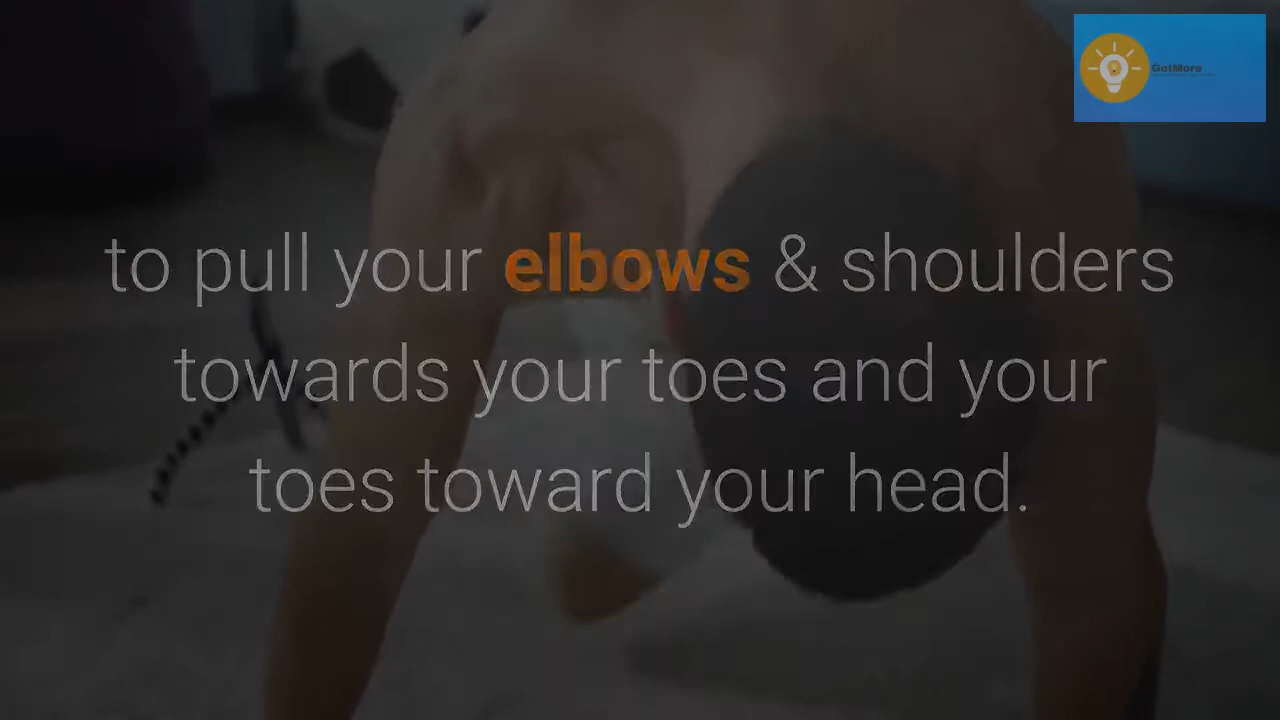 GetMore
to pull your elbows & shoulders
towards your toes and your
toes toward your head.